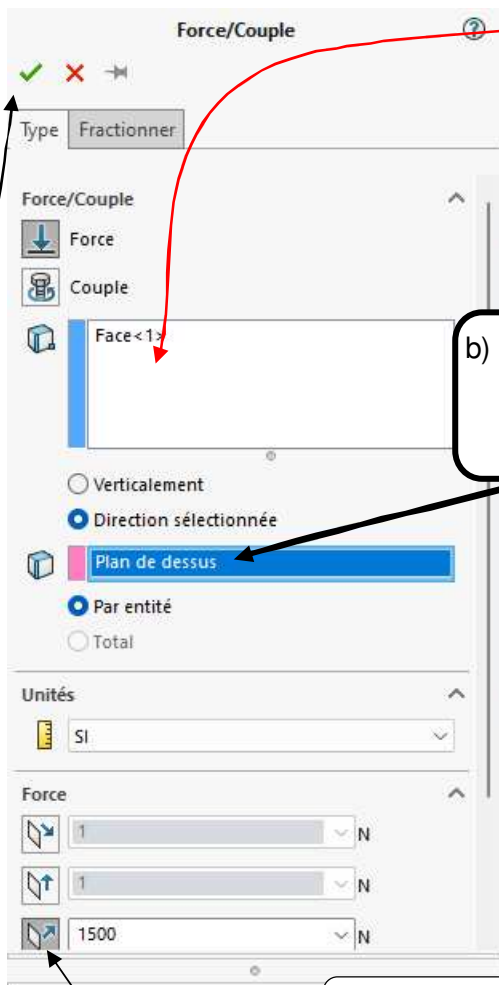 Force/Couple
Type Fractionner
Force/Couple
Force
Couple
Face<1>
b)
Verticalement
Direction sélectionnée
Plan de dessus
Par entité
Total
Unités
SI
Force
1 N
1 N
1500 N